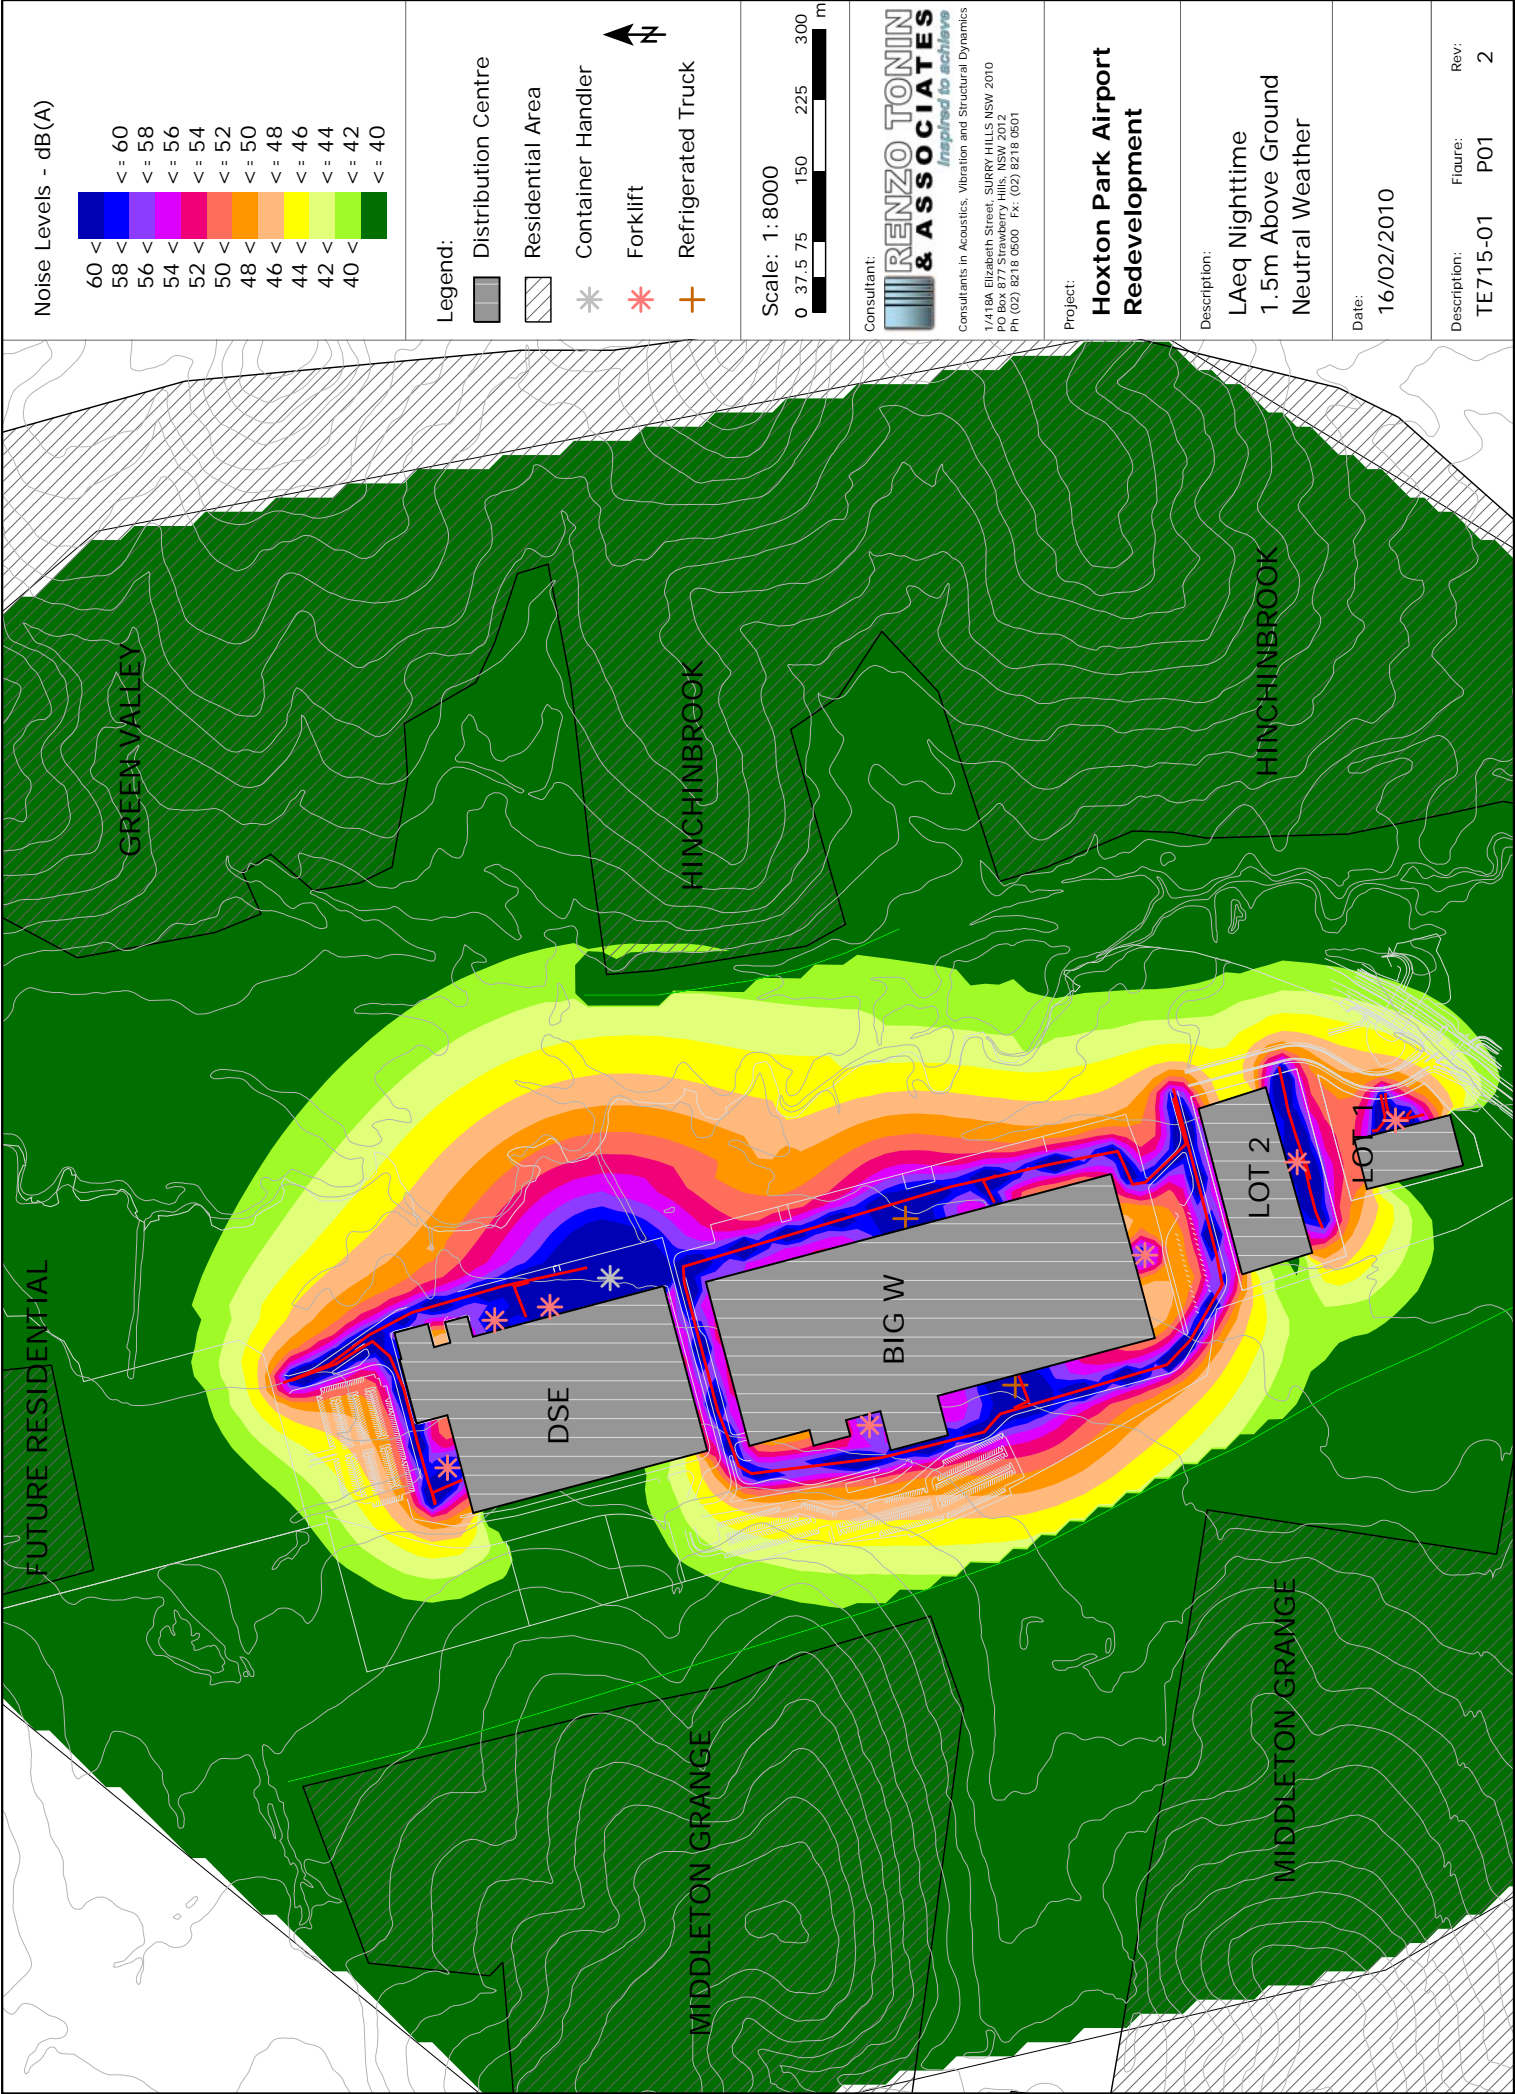 FUTURE RESIDENTIAL
GREEN VALLEY
HINCHINBROOK
HINCHINBROOK
DSE
BIG W
LOT 2
LOT 1
MIDDLETON GRANGE
MIDDLETON GRANGE
Noise Levels - dB(A)
<= 60
60 <
58 <
<= 58
56 <
<= 56
54 <
<= 54
52 <
<= 52
50 <
<= 50
48 <
<= 48
46 <
<= 46
44 <
<= 44
42 <
<= 42
40 <
<= 40
Legend:
Distribution Centre
Residential Area
Container Handler
Forklift
Refrigerated Truck
N
Scale: 1:8000
0 37.5 75 150 225 300
m
Consultant:
RENZO TONIN
& ASSOCIATES
inspired to achieve
Consultants in Acoustics, Vibration and Structural Dynamics
1/418A Elizabeth Street, SURRY HILLS NSW 2010
PO Box 877 Strawberry Hills, NSW 2012
Ph (02) 8218 0500 Fx: (02) 8218 0501
Project:
Hoxton Park Airport
Redevelopment
Description:
LAeq Nighttime
1.5m Above Ground
Neutral Weather
Date:
16/02/2010
Description: Figure: Rev:
TE715-01 P01 2